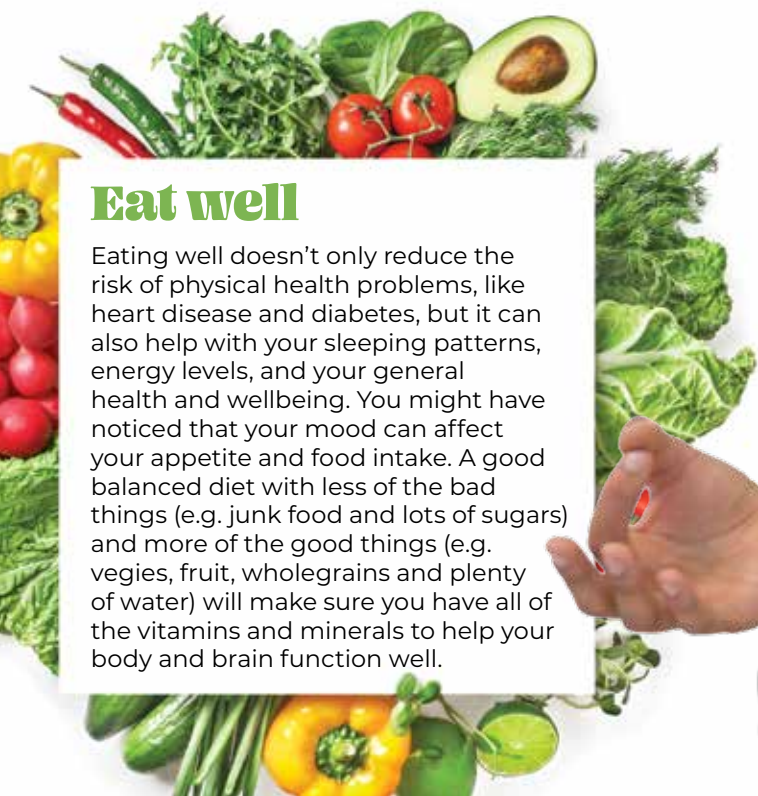 Eat well
Eating well doesn’t only reduce the
risk of physical health problems, like
heart disease and diabetes, but it can
also help with your sleeping patterns,
energy levels, and your general
health and wellbeing. You might have
noticed that your mood can affect
your appetite and food intake. A good
balanced diet with less of the bad
things (e.g. junk food and lots of sugars)
and more of the good things (e.g.
vegies, fruit, wholegrains and plenty
of water) will make sure you have all of
the vitamins and minerals to help your
body and brain function well.